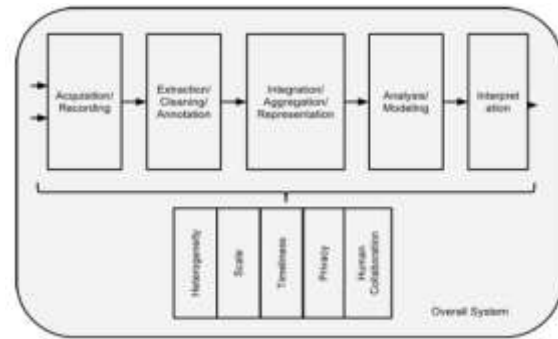 Acquisition/
Recording
Extraction/
Cleaning/
Annotation
Integration/
Aggregation/
Representation
Analysis/
Modeling
Interpret
ation
Heterogeneity
Scale
Timeliness
Privacy
Human
Collaboration
Overall System